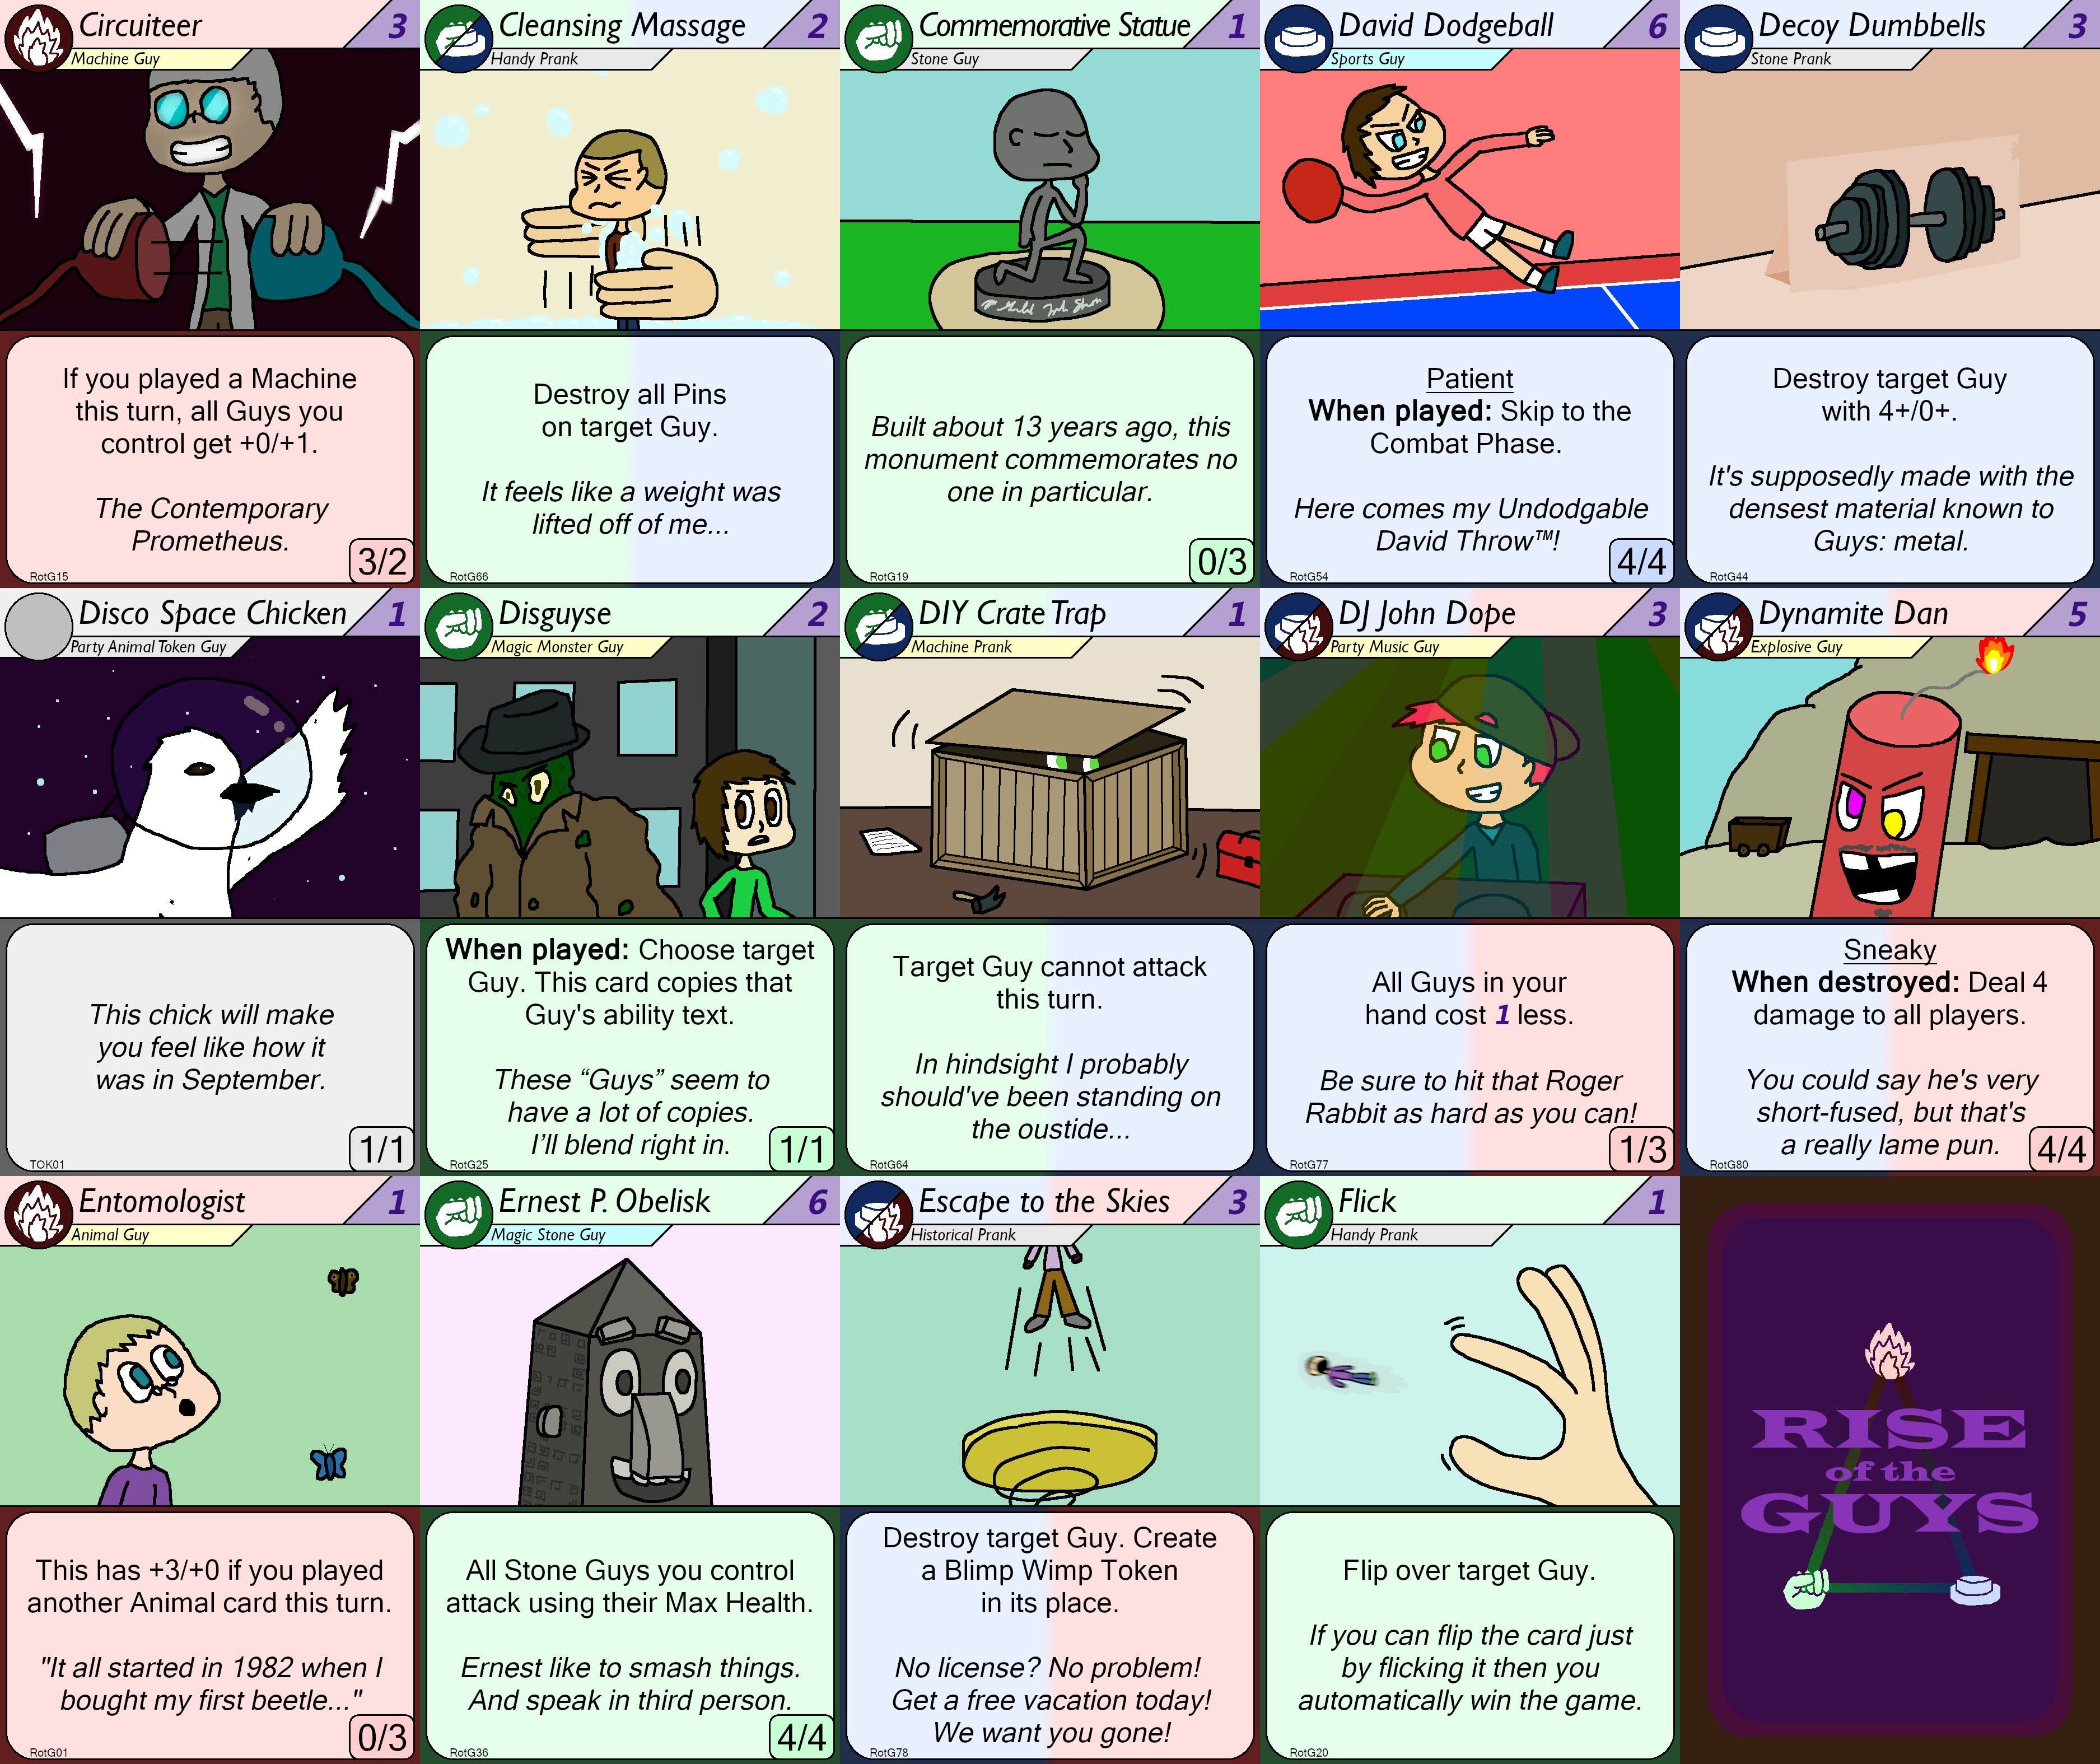 Circuiteer 3
Machine Guy
If you played a Machine
this turn, all Guys you
control get +0/+1.
The Contemporary
Prometheus.
3/2
RotG15
Cleansing Massage 2
Handy Prank
Destroy all Pins
on target Guy.
It feels like a weight was
lifted off of me...
RotG66
Commemorative Statue 1
Stone Guy
Built about 13 years ago, this
monument commemorates no
one in particular.
0/3
RotG19
David Dodgeball 6
Sports Guy
Patient
When played: Skip to the
Combat Phase.
Here comes my Undodgable
David Throw™!
4/4
RotG54
Decoy Dumbbells 3
Stone Prank
Destroy target Guy
with 4+/0+.
It's supposedly made with the
densest material known to
Guys: metal.
RotG44
Disco Space Chicken 1
Party Animal Token Guy
This chick will make
you feel like how it
was in September.
1/1
TOK01
Disguyse 2
Magic Monster Guy
When played: Choose target
Guy. This card copies that
Guy's ability text.
These “Guys” seem to
have a lot of copies.
I’ll blend right in.
1/1
RotG25
DIY Crate Trap 1
Machine Prank
Target Guy cannot attack
this turn.
In hindsight I probably
should've been standing on
the oustide...
RotG64
DJ John Dope 3
Party Music Guy
All Guys in your
hand cost 1 less.
Be sure to hit that Roger
Rabbit as hard as you can!
1/3
RotG77
Dynamite Dan 5
Explosive Guy
Sneaky
When destroyed: Deal 4
damage to all players.
You could say he's very
short-fused, but that's
a really lame pun.
4/4
RotG80
Entomologist 1
Animal Guy
This has +3/+0 if you played
another Animal card this turn.
"It all started in 1982 when I
bought my first beetle..."
0/3
RotG01
Ernest P. Obelisk 6
Magic Stone Guy
All Stone Guys you control
attack using their Max Health.
Ernest like to smash things.
And speak in third person.
4/4
RotG36
Escape to the Skies 3
Historical Prank
Destroy target Guy. Create
a Blimp Wimp Token
in its place.
No license? No problem!
Get a free vacation today!
We want you gone!
RotG78
Flick 1
Handy Prank
Flip over target Guy.
If you can flip the card just
by flicking it then you
automatically win the game.
RotG20
RISE
of the
GUYS